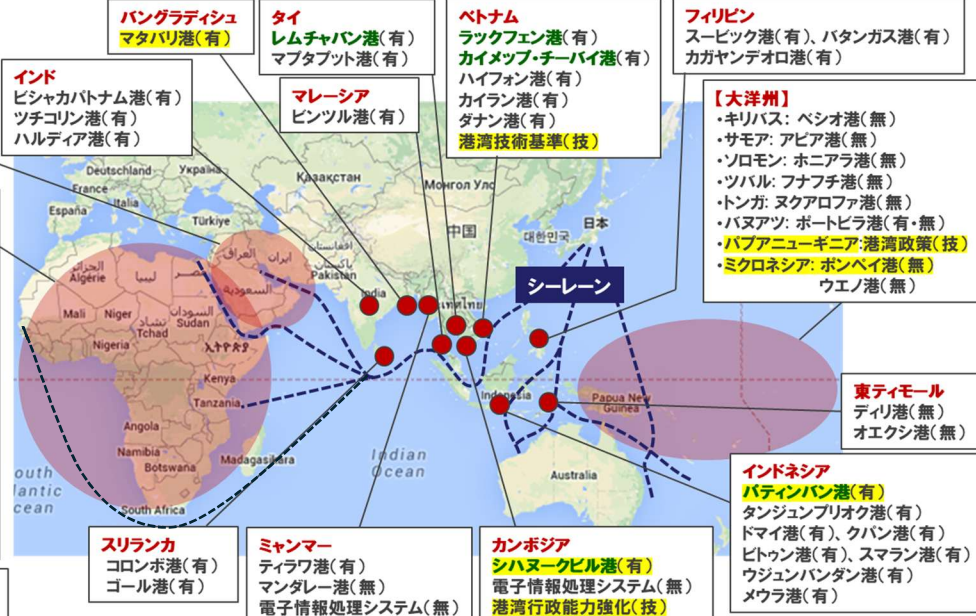 バングラディシュ
マタバリ港(有)
タイ
レムチャバン港(有)
マプタプット港(有)
ベトナム
ラックフェン港(有)
カイメップ・チーバイ港(有)
ハイフォン港(有)
カイラン港(有)
ダナン港(有)
港湾技術基準(技)
フィリピン
スービック港(有)、バタンガス港(有)
カガヤンデオロ港(有)
インド
ビシャカパトナム港(有)
ツチコリン港(有)
ハルディア港(有)
マレーシア
ビンツル港(有)
【大洋州】
・キリバス: ベシオ港(無)
・サモア: アピア港(無)
・ソロモン: ホニアラ港(無)
・ツバル: フナフチ港(無)
・トンガ: ヌクアロファ港(無)
・バヌアツ: ポートビラ港(有・無)
・パプアニューギニア:港湾政策(技)
・ミクロネシア: ポンペイ港(無)
ウエノ港(無)
Deutschland
Україна
France
Italia
España
Türkiye
Қазақстан
Монгол Улс
中国
대한민국
日本
افغانستان
العراق
ایران
Pakistan
الجزائر
Algérie
ليبيا
مصر
السعودية
India
シーレーン
Mali
Niger
تشاد
Tchad
السودان
Sudan
Nigeria
ኢትዮጵያ
Kenya
Tanzania
Angola
Namibia
Botswana
Madagasikara
South Africa
Indian
Ocean
Indonesia
Papua New
Guinea
Australia
東ティモール
ディリ港(無)
オエクシ港(無)
インドネシア
パティンバン港(有)
タンジュンプリオク港(有)
ドマイ港(有)、クパン港(有)
ビトゥン港(有)、スマラン港(有)
ウジュンバンダン港(有)
メウラ港(有)
スリランカ
コロンボ港(有)
ゴール港(有)
ミャンマー
ティラワ港(有)
マンダレー港(無)
電子情報処理システム(無)
カンボジア
シハヌークビル港(有)
電子情報処理システム(無)
港湾行政能力強化(技)